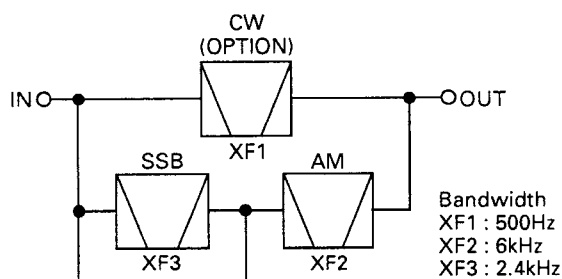 CW
(OPTION)
IN
OUT
XF1
SSB
AM
XF3
XF2
Bandwidth
XF1 : 500Hz
XF2 : 6kHz
XF3 : 2.4kHz